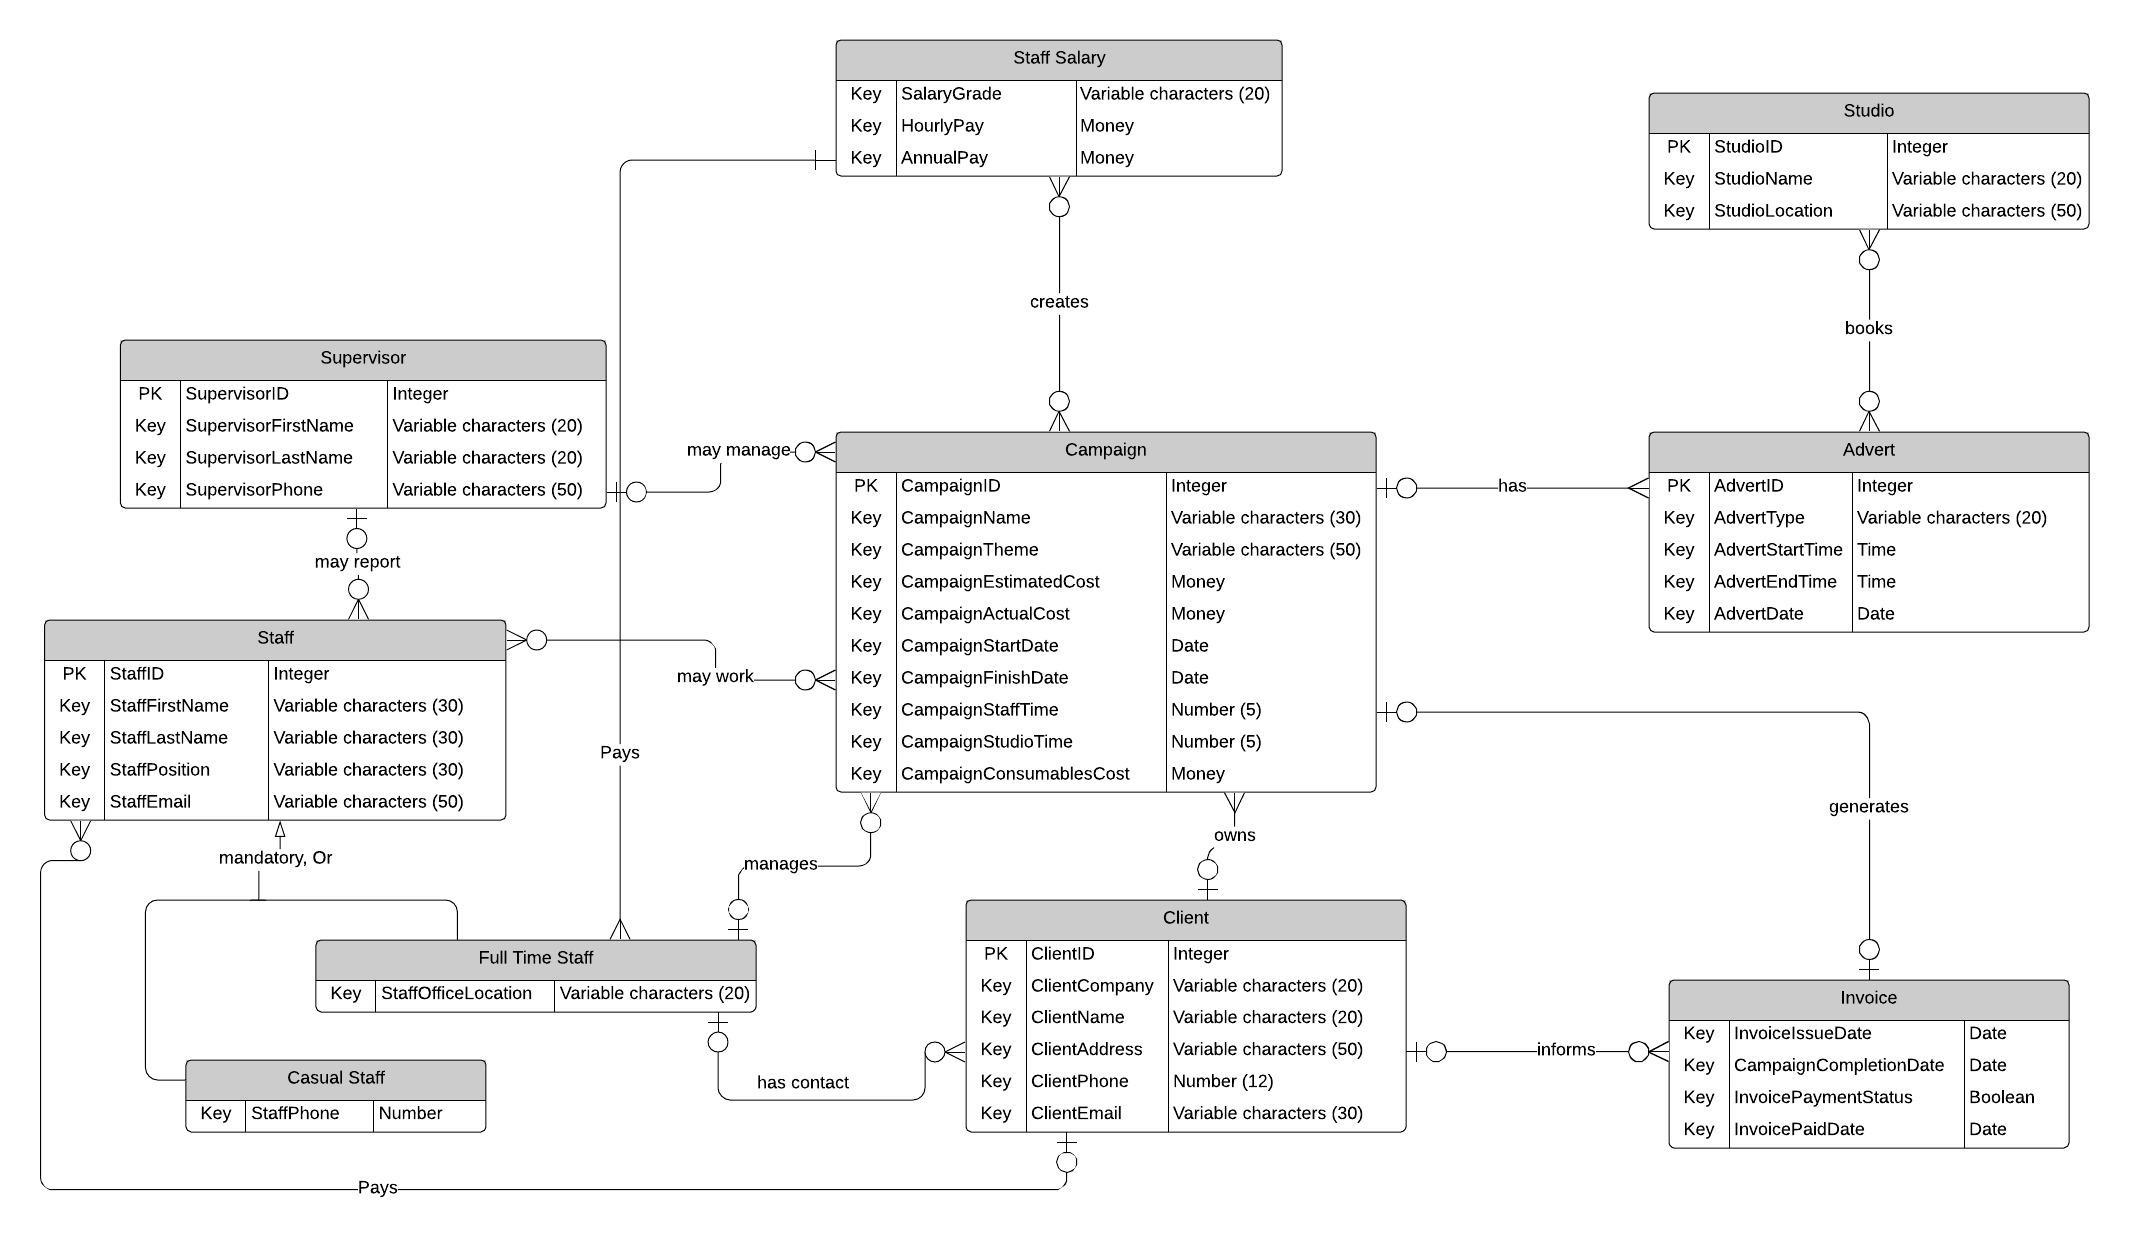 Staff Salary
Key SalaryGrade Variable characters (20)
Key HourlyPay Money
Key AnnualPay Money
Studio
PK StudioID Integer
Key StudioName Variable characters (20)
Key StudioLocation Variable characters (50)
creates
books
Supervisor
PK SupervisorID Integer
Key SupervisorFirstName Variable characters (20)
Key SupervisorLastName Variable characters (20)
Key SupervisorPhone Variable characters (50)
may manage
Campaign
PK CampaignID Integer
Key CampaignName Variable characters (30)
Key CampaignTheme Variable characters (50)
Key CampaignEstimatedCost Money
Key CampaignActualCost Money
Key CampaignStartDate Date
Key CampaignFinishDate Date
Key CampaignStaffTime Number (5)
Key CampaignStudioTime Number (5)
Key CampaignConsumablesCost Money
has
Advert
PK AdvertID Integer
Key AdvertType Variable characters (20)
Key AdvertStartTime Time
Key AdvertEndTime Time
Key AdvertDate Date
may report
Staff
PK StaffID Integer
Key StaffFirstName Variable characters (30)
Key StaffLastName Variable characters (30)
Key StaffPosition Variable characters (30)
Key StaffEmail Variable characters (50)
may work
Pays
generates
owns
mandatory, Or
manages
Full Time Staff
Key StaffOfficeLocation Variable characters (20)
Client
PK ClientID Integer
Key ClientCompany Variable characters (20)
Key ClientName Variable characters (20)
Key ClientAddress Variable characters (50)
Key ClientPhone Number (12)
Key ClientEmail Variable characters (30)
informs
Invoice
Key InvoiceIssueDate Date
Key CampaignCompletionDate Date
Key InvoicePaymentStatus Boolean
Key InvoicePaidDate Date
Casual Staff
Key StaffPhone Number
has contact
Pays